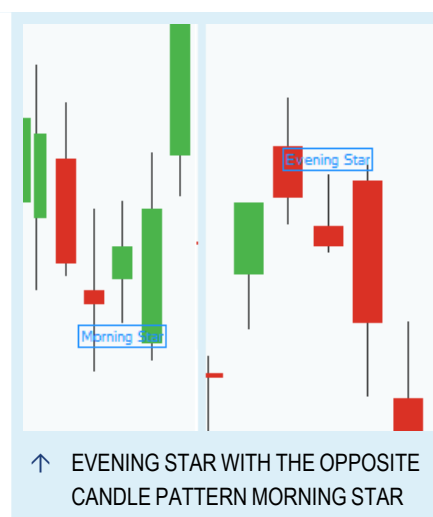 Evening Star
Morning Star
↑ EVENING STAR WITH THE OPPOSITE
CANDLE PATTERN MORNING STAR